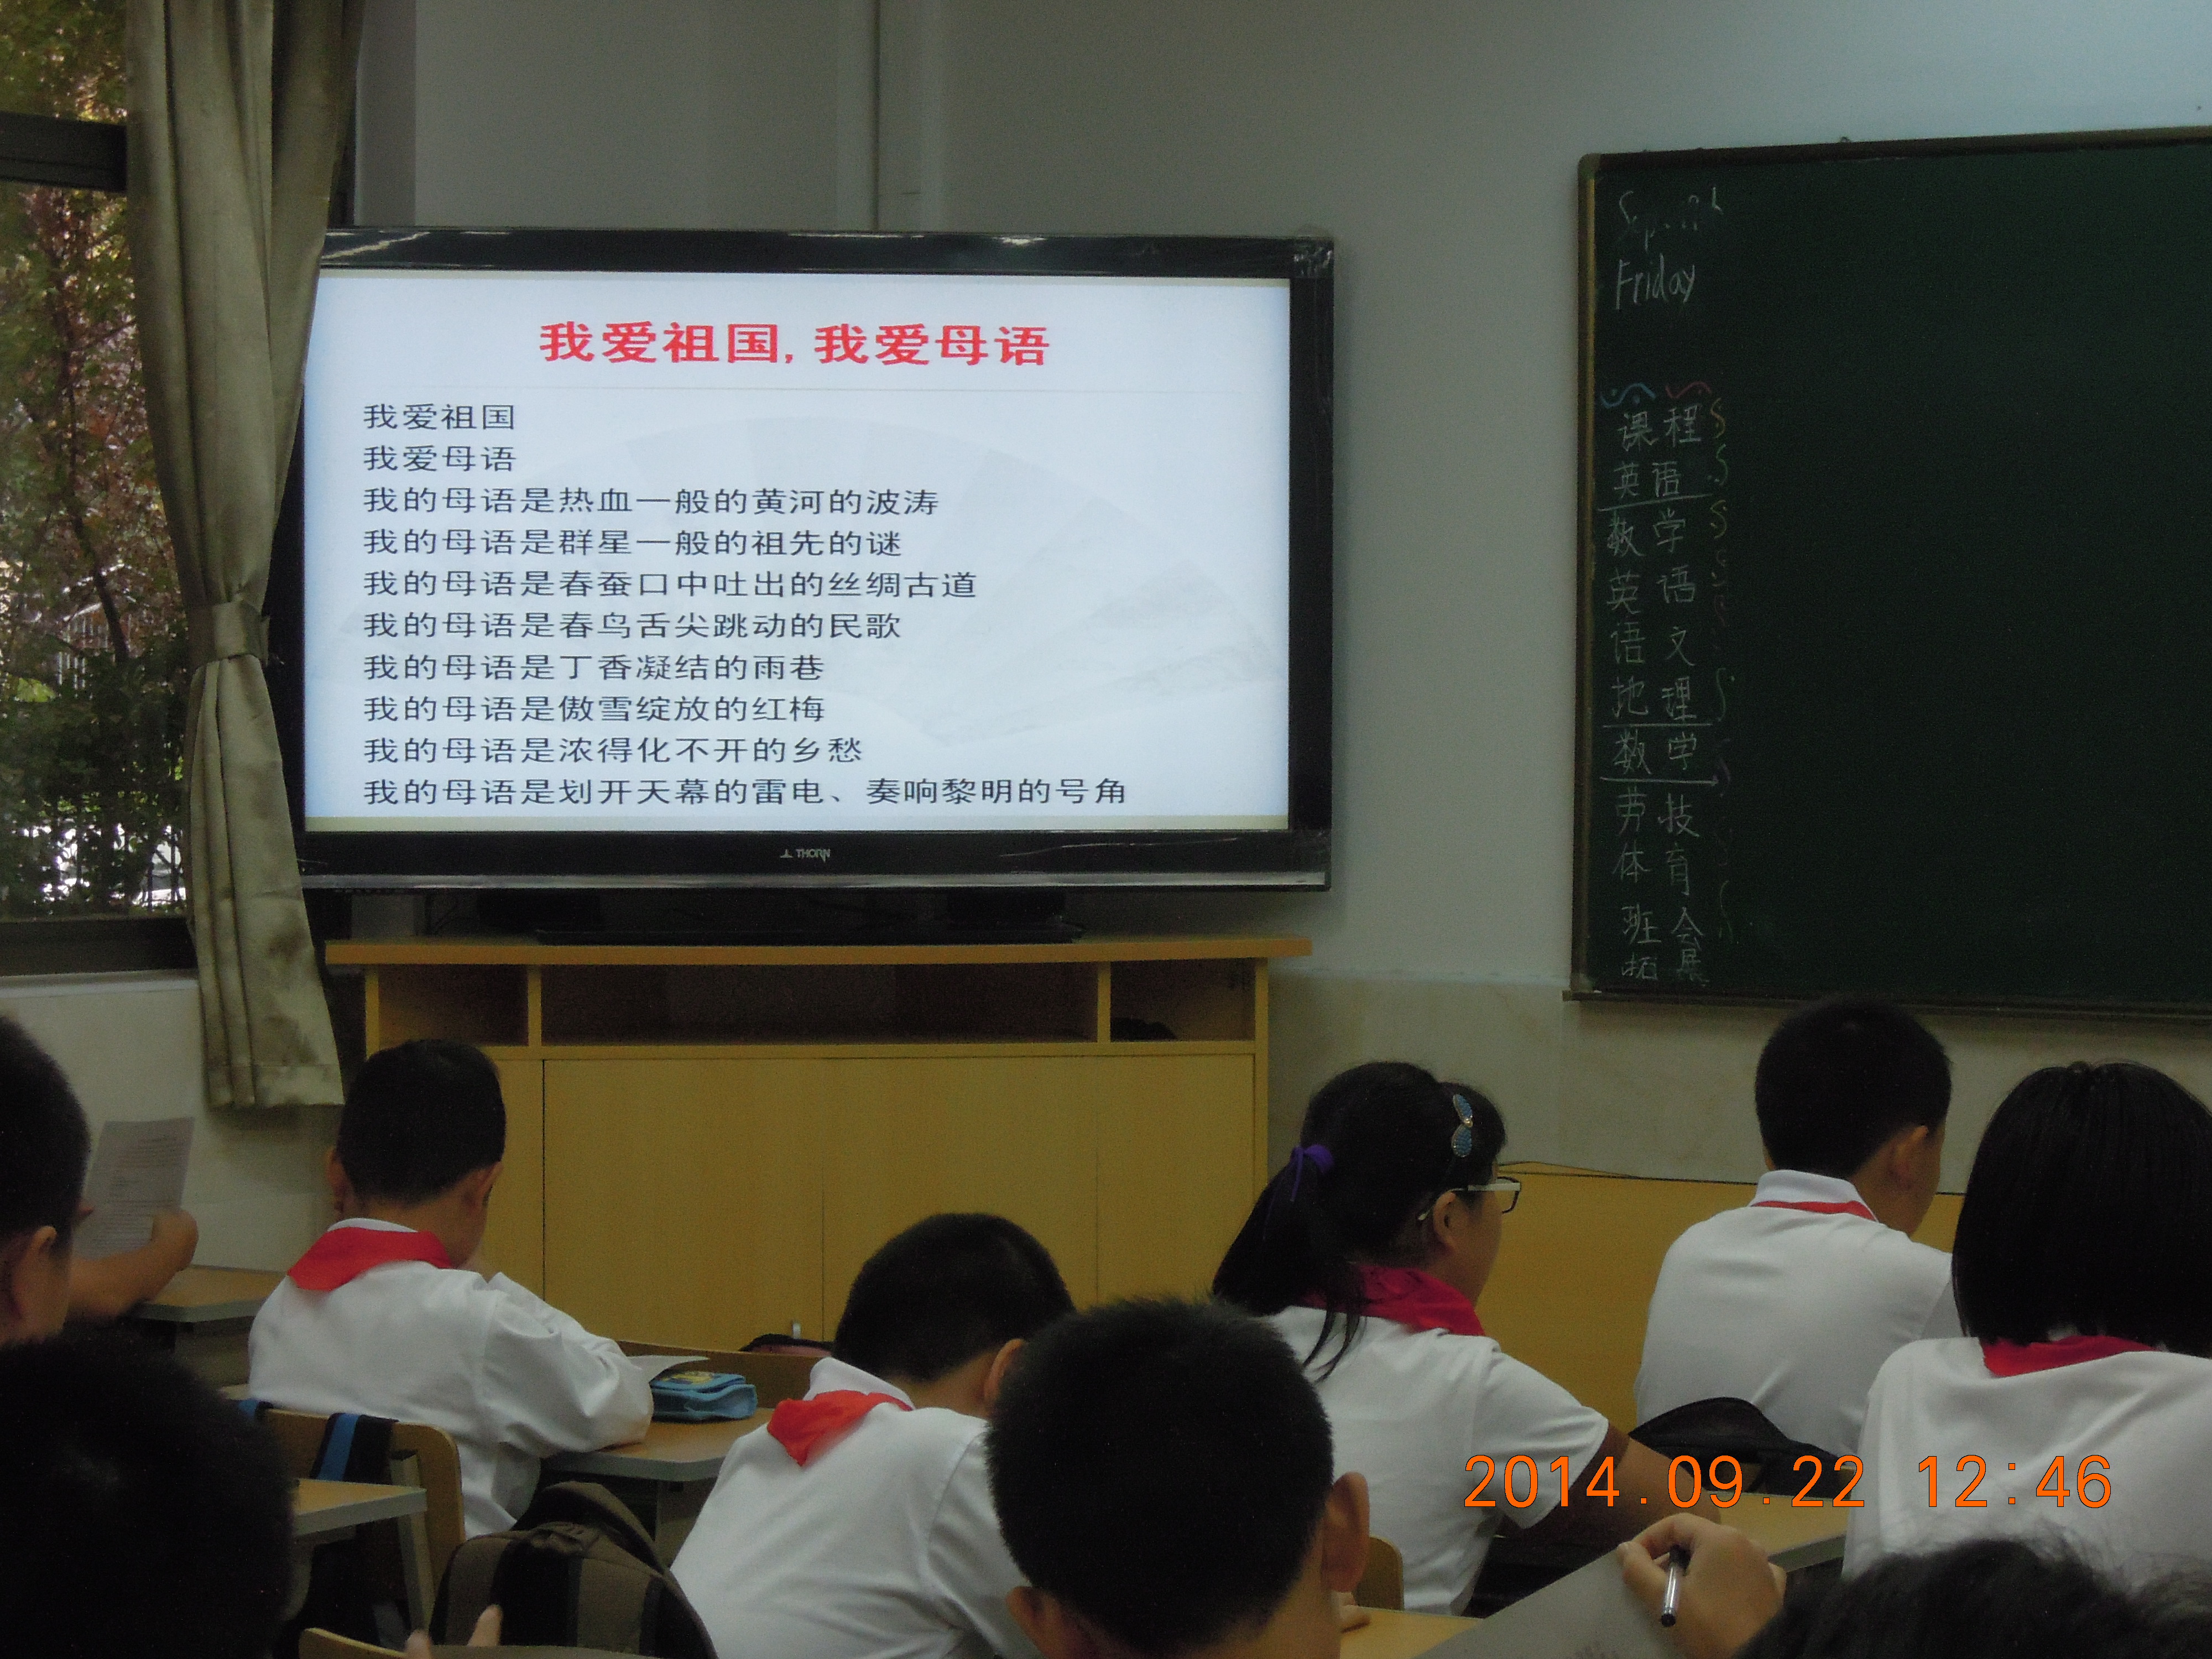 我爱祖国,我爱母语
我爱祖国
我爱母语
我的母语是热血一般的黄河的波涛
我的母语是群星一般的祖先的谜
我的母语是春蚕口中吐出的丝绸古道
我的母语是春鸟舌尖跳动的民歌
我的母语是丁香凝结的雨巷
我的母语是傲雪绽放的红梅
我的母语是浓得化不开的乡愁
我的母语是划开天幕的雷电、奏响黎明的号角
THORN
Friday
课程
英语
数学
英语
语文
地理
数学
劳技
体育
班会
拓展
2014.09.22 12:46